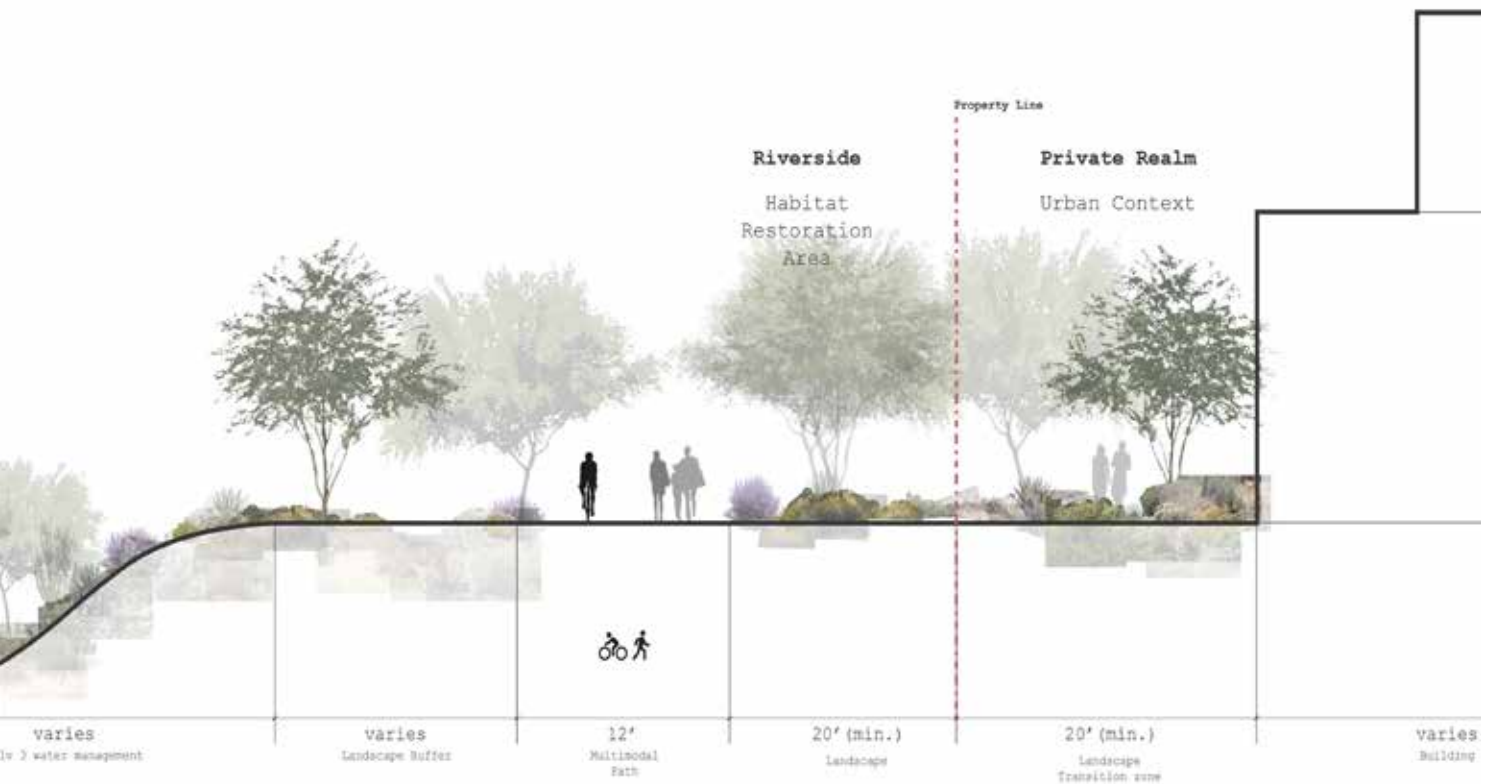 Property Line
Riverside
Private Realm
Habitat
Restoration
Area
Urban Context
varies
varies
12'
20'(min.)
20'(min.)
varies
water management
Landscape Buffer
Multimodal
Path
Landscape
Landscape
Transition zone
Building